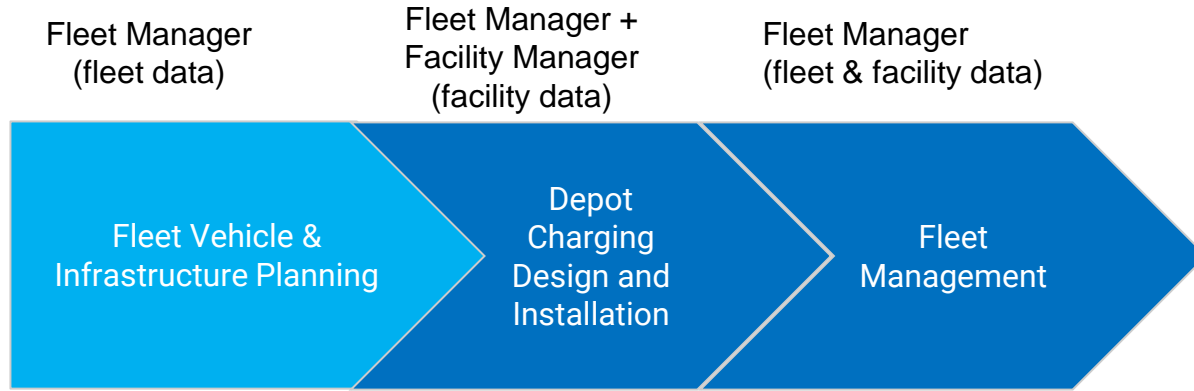 Fleet Manager
(fleet data)
Fleet Manager +
Facility Manager
(facility data)
Fleet Manager
(fleet & facility data)
Fleet Vehicle &
Infrastructure Planning
Depot
Charging
Design and
Installation
Fleet
Management